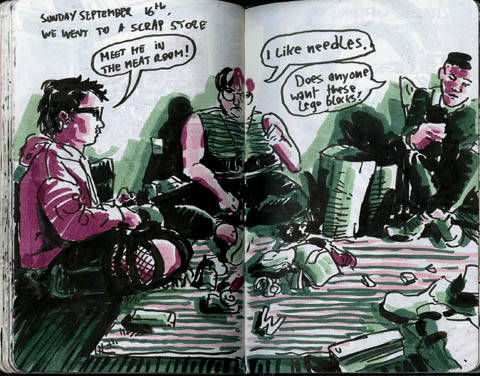 SUNDAY SEPTEMBER 16TH,
WE WENT TO A SCRAP STORE
MEET ME IN
THE MEAT ROOM!
I LIKE NEEDLES.
Does anyone
want these
Lego blocks?